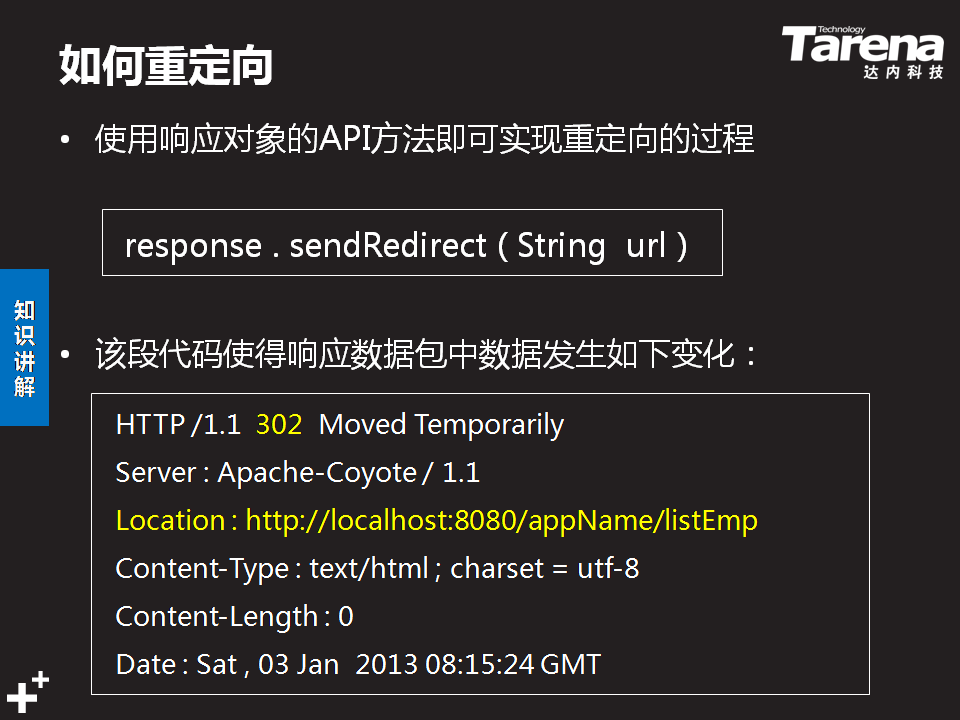 如何重定向
Technology
Tarena
达内科技
• 使用响应对象的API方法即可实现重定向的过程
response . sendRedirect ( String url )
知识讲解
• 该段代码使得响应数据包中数据发生如下变化：
HTTP /1.1 302 Moved Temporarily
Server : Apache-Coyote / 1.1
Location : http://localhost:8080/appName/listEmp
Content-Type : text/html ; charset = utf-8
Content-Length : 0
Date : Sat , 03 Jan 2013 08:15:24 GMT